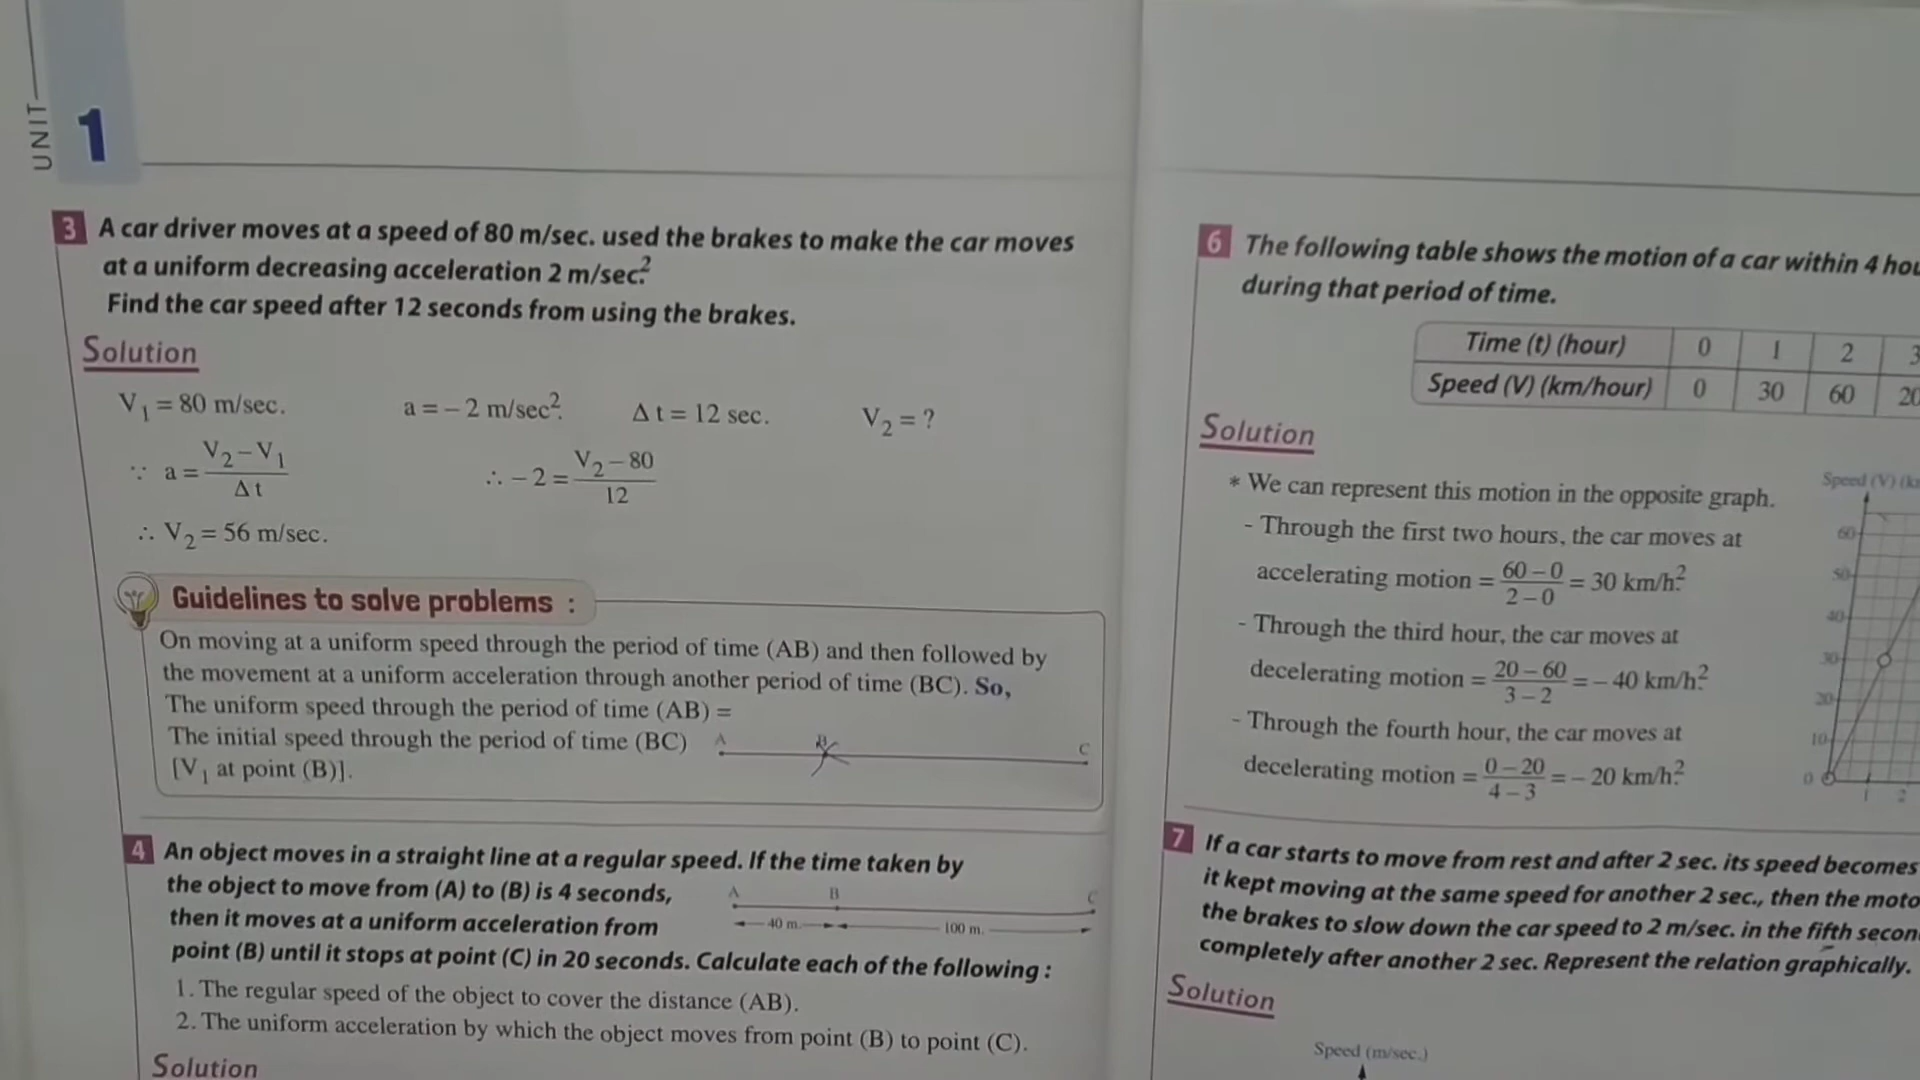 UNIT
1
3 A car driver moves at a speed of 80 m/sec. used the brakes to make the car moves
at a uniform decreasing acceleration 2 m/sec².
Find the car speed after 12 seconds from using the brakes.
Solution
V₁ = 80 m/sec. a = – 2 m/sec². Δ t = 12 sec. V₂ = ?
∵ a = (V₂ – V₁) / Δ t ∴ – 2 = (V₂ – 80) / 12
∴ V₂ = 56 m/sec.
Guidelines to solve problems :
On moving at a uniform speed through the period of time (AB) and then followed by
the movement at a uniform acceleration through another period of time (BC). So,
The uniform speed through the period of time (AB) =
The initial speed through the period of time (BC)
[V₁ at point (B)].
A B C
4 An object moves in a straight line at a regular speed. If the time taken by
the object to move from (A) to (B) is 4 seconds,
then it moves at a uniform acceleration from
point (B) until it stops at point (C) in 20 seconds. Calculate each of the following :
A B C
40 m. 100 m.
1. The regular speed of the object to cover the distance (AB).
2. The uniform acceleration by which the object moves from point (B) to point (C).
Solution
6 The following table shows the motion of a car within 4
during that period of time.
Time (t) (hour) 0 1 2 3
Speed (V) (km/hour) 0 30 60 20
Solution
* We can represent this motion in the opposite graph.
- Through the first two hours, the car moves at
accelerating motion = (60 – 0) / (2 – 0) = 30 km/h².
- Through the third hour, the car moves at
decelerating motion = (20 – 60) / (3 – 2) = – 40 km/h².
- Through the fourth hour, the car moves at
decelerating motion = (0 – 20) / (4 – 3) = – 20 km/h².
Speed (V)
60
50
40
30
20
10
0
1 2
7 If a car starts to move from rest and after 2 sec. its speed becomes
it kept moving at the same speed for another 2 sec., then the
the brakes to slow down the car speed to 2 m/sec. in the fifth
completely after another 2 sec. Represent the relation graphically.
Solution
Speed (m/sec.)